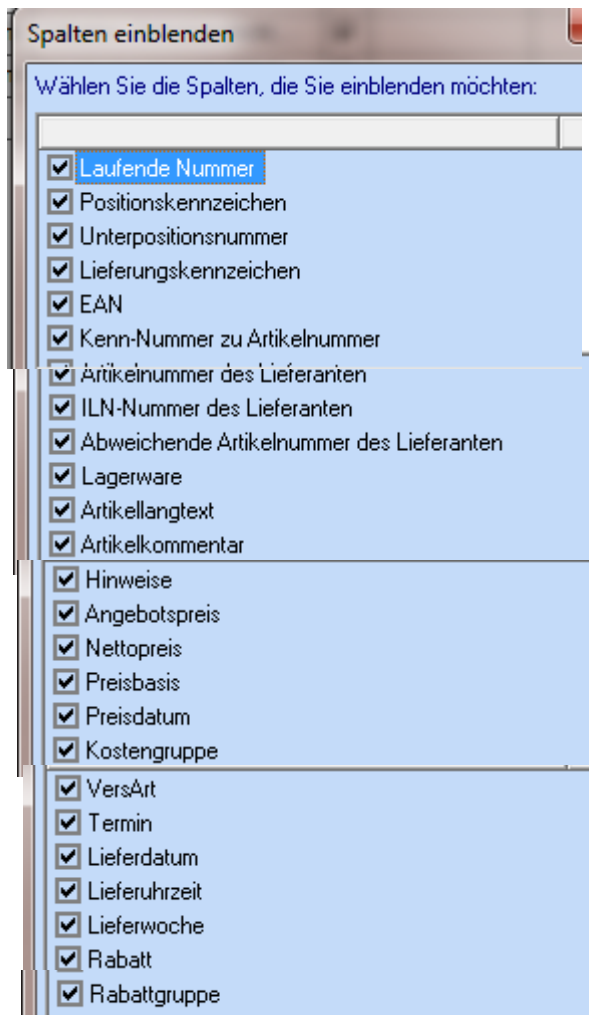 Spalten einblenden
Wählen Sie die Spalten, die Sie einblenden möchten:
Laufende Nummer
Positionskennzeichen
Unterpositionsnummer
Lieferungskennzeichen
EAN
Kenn-Nummer zu Artikelnummer
Artikelnummer des Lieferanten
ILN-Nummer des Lieferanten
Abweichende Artikelnummer des Lieferanten
Lagerware
Artikellangtext
Artikelkommentar
Hinweise
Angebotspreis
Nettopreis
Preisbasis
Preisdatum
Kostengruppe
VersArt
Termin
Lieferdatum
Lieferuhrzeit
Lieferwoche
Rabatt
Rabattgruppe